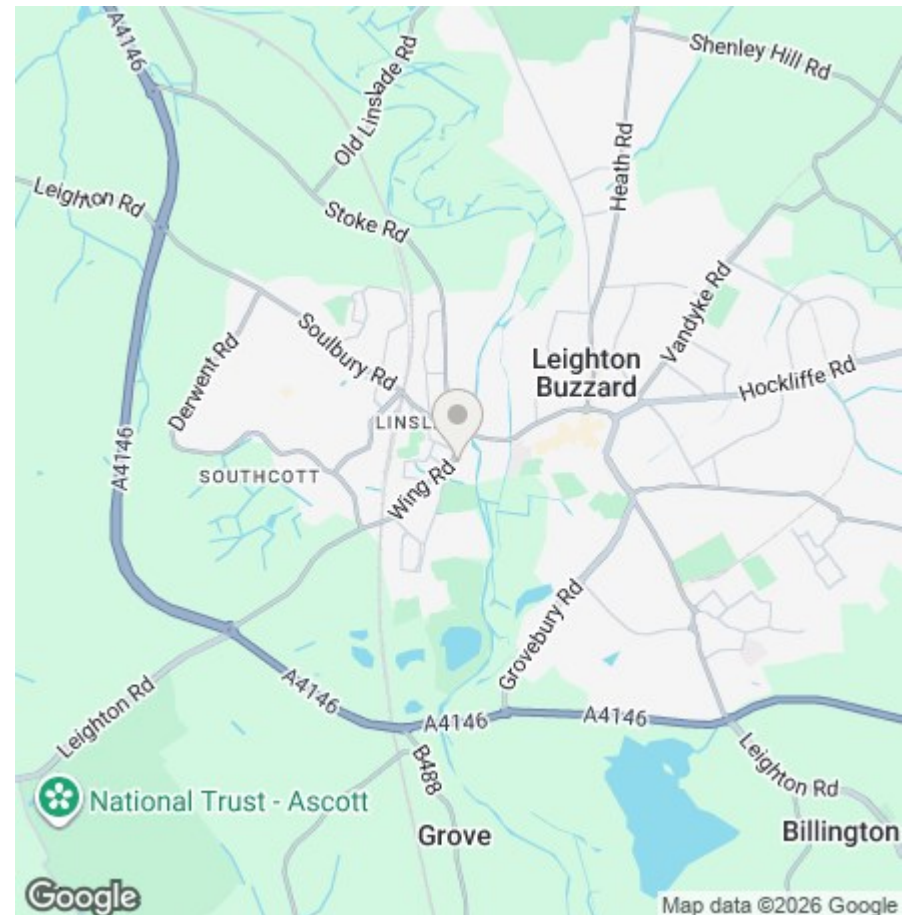 A4146
Shenley Hill Rd
Old Linslade Rd
Heath Rd
Leighton Rd
Stoke Rd
Vandyke Rd
Soulbury Rd
Leighton
Buzzard
Hockliffe Rd
Derwent Rd
LINSL
A4146
SOUTHCOTT
Wing Rd
Grovebury Rd
A4146
A4146
A4146
Leighton Rd
B488
Leighton Rd
National Trust - Ascott
Grove
Billington
Google
Map data ©2026 Google